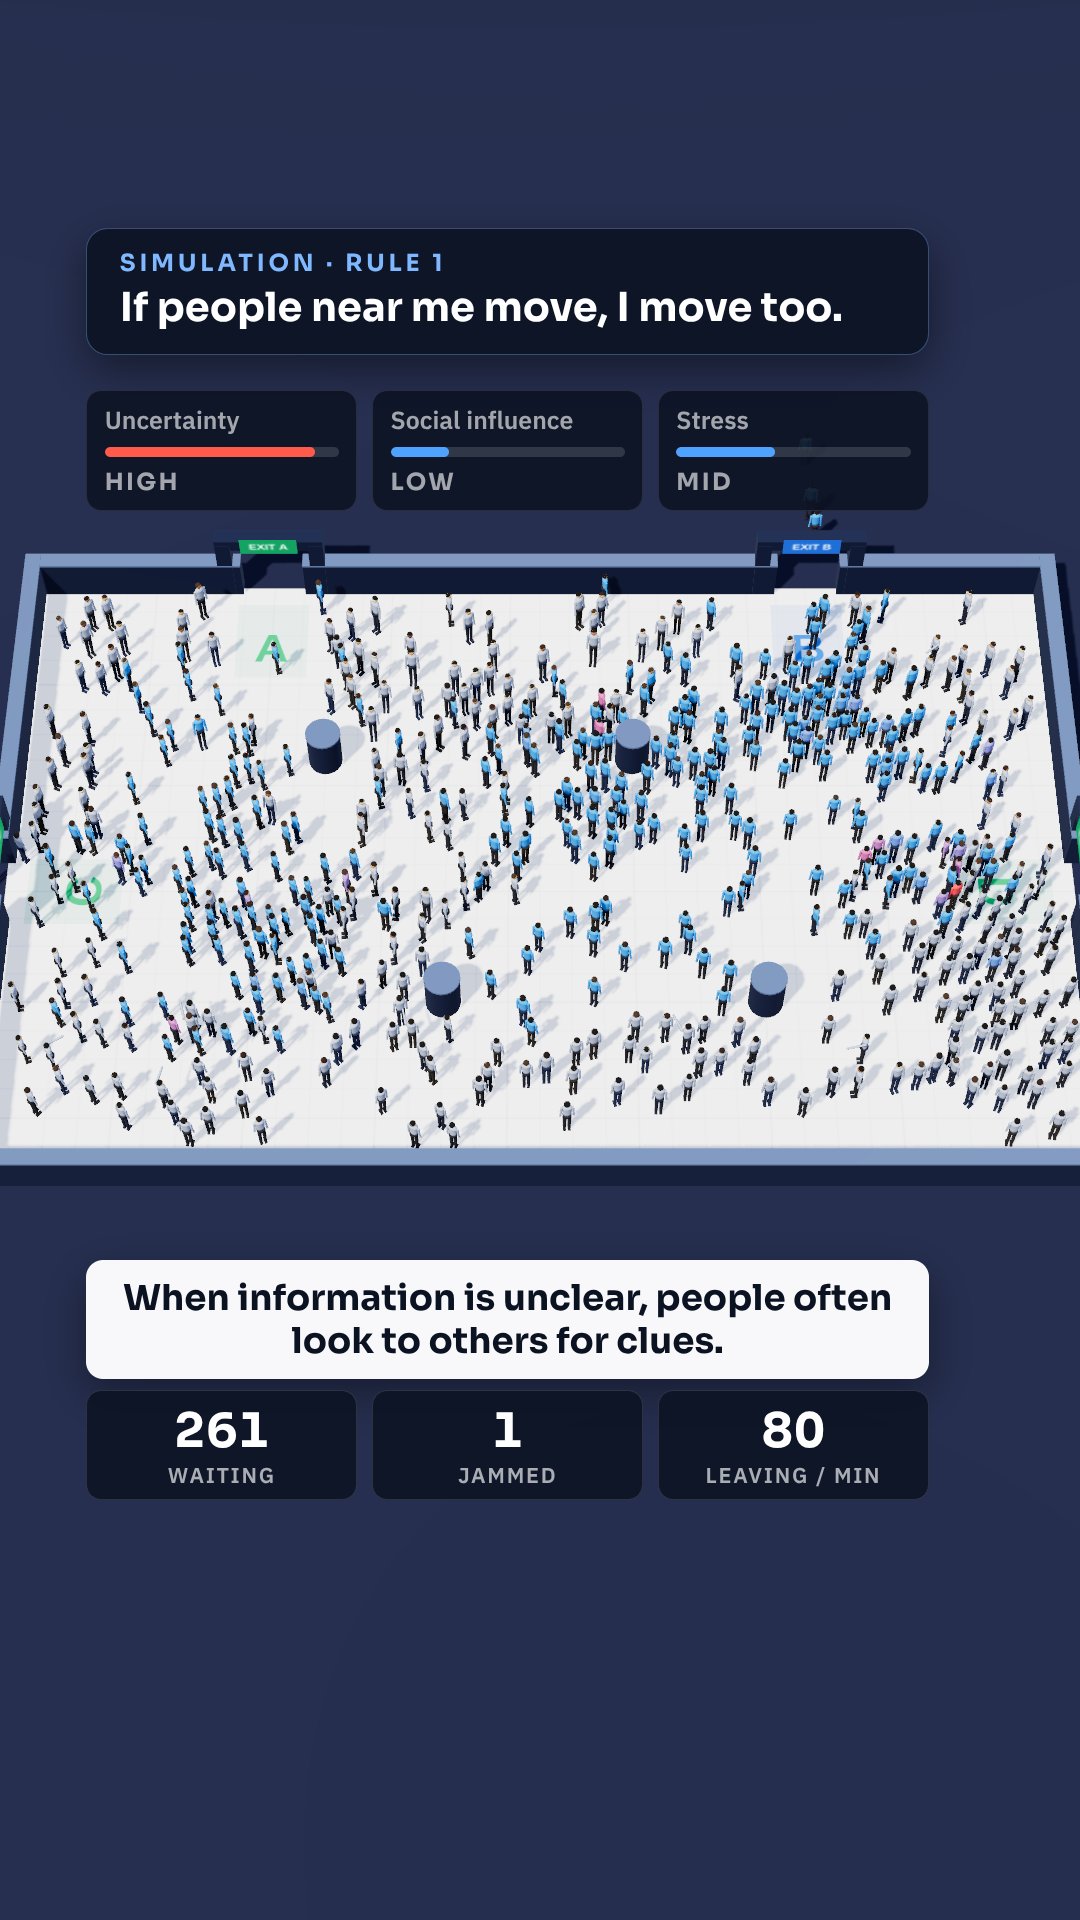 SIMULATION · RULE 1
If people near me move, I move too.
Uncertainty
HIGH
Social influence
LOW
Stress
MID
EXIT A
EXIT B
A
B
C
When information is unclear, people often
look to others for clues.
261
WAITING
1
JAMMED
80
LEAVING / MIN